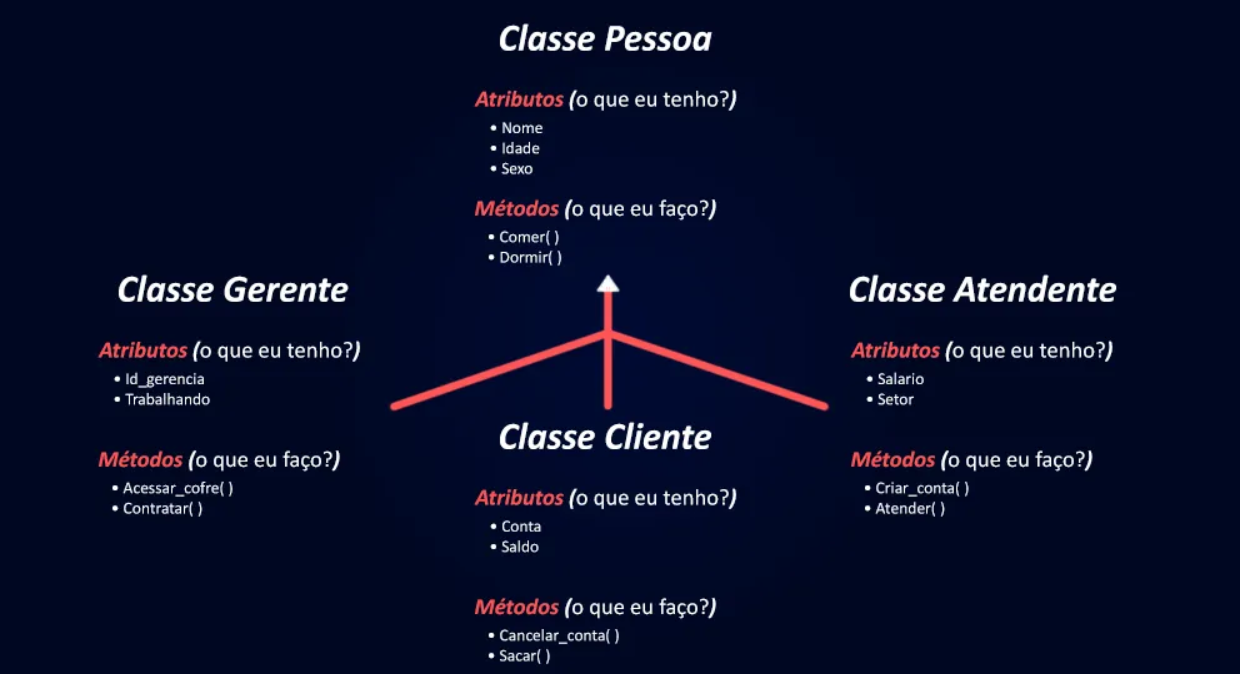 Classe Pessoa
Atributos (o que eu tenho?)
• Nome
• Idade
• Sexo
Métodos (o que eu faço?)
• Comer( )
• Dormir( )
Classe Gerente
Atributos (o que eu tenho?)
• Id_gerencia
• Trabalhando
Métodos (o que eu faço?)
• Acessar_cofre( )
• Contratar( )
Classe Cliente
Atributos (o que eu tenho?)
• Conta
• Saldo
Métodos (o que eu faço?)
• Cancelar_conta( )
• Sacar( )
Classe Atendente
Atributos (o que eu tenho?)
• Salario
• Setor
Métodos (o que eu faço?)
• Criar_conta( )
• Atender( )